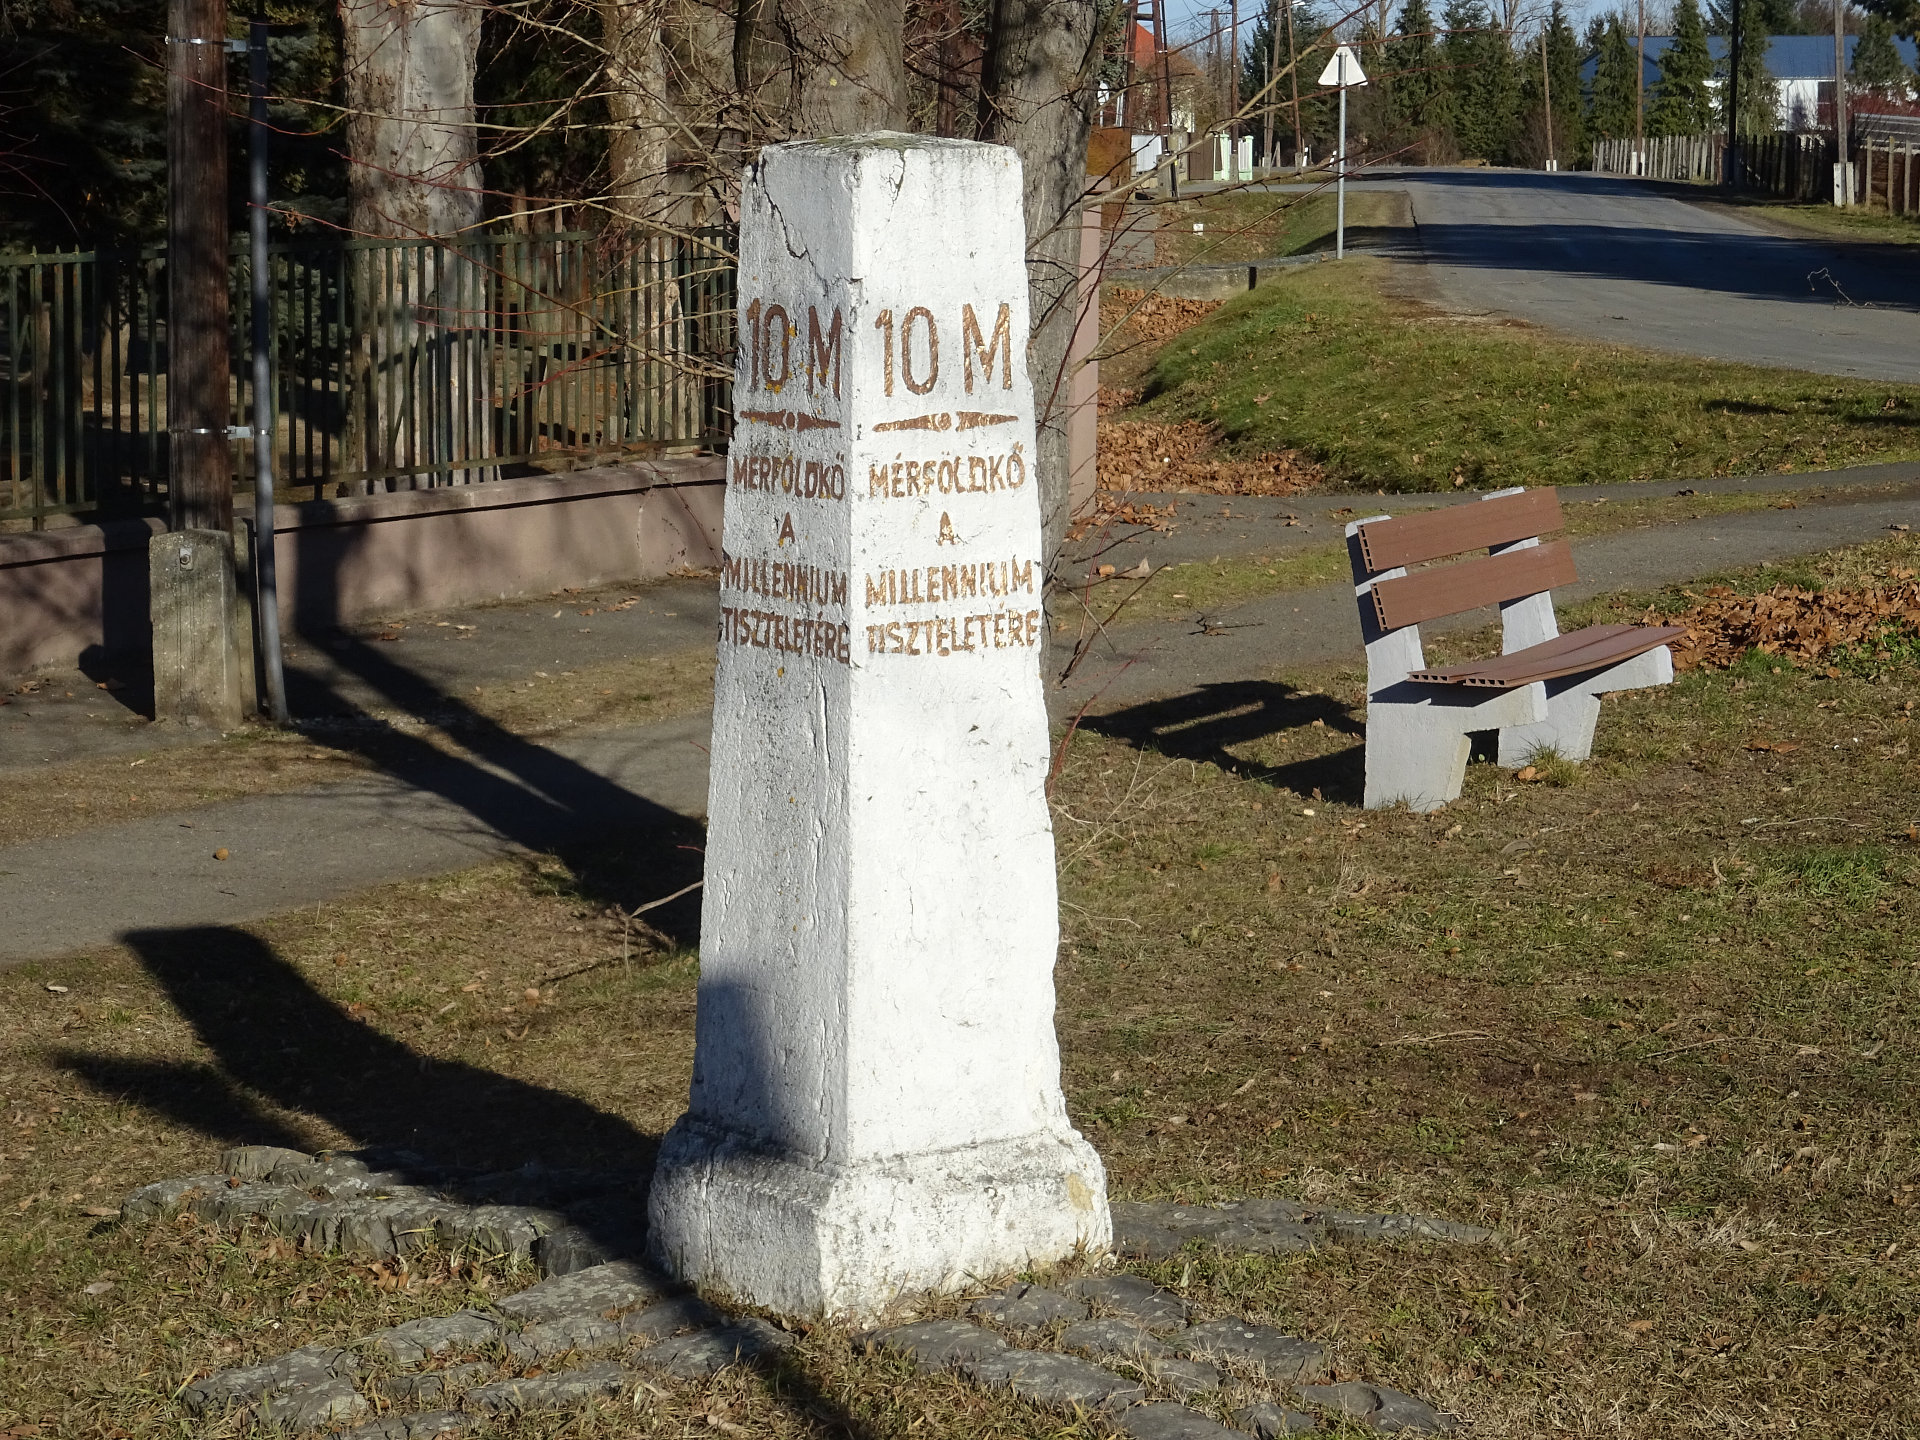 10 M
MÉRFÖLDKŐ
A
MILLENNIUM
TISZTELETÉRE
10 M
MÉRFÖLDKŐ
A
MILLENNIUM
TISZTELETÉRE